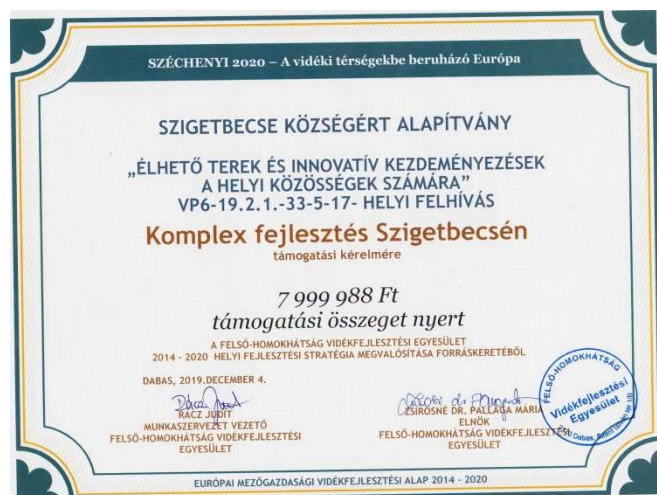 SZÉCHENYI 2020 – A vidéki térségekbe beruházó Európa
SZIGETBECSE KÖZSÉGÉRT ALAPÍTVÁNY
„ÉLHETŐ TEREK ÉS INNOVATÍV KEZDEMÉNYEZÉSEK
A HELYI KÖZÖSSÉGEK SZÁMÁRA”
VP6-19.2.1.-33-5-17- HELYI FELHÍVÁS
Komplex fejlesztés Szigetbecsén
támogatási kérelmére
7 999 988 Ft
támogatási összeget nyert
A FELSŐ-HOMOKHÁTSÁG VIDÉKFEJLESZTÉSI EGYESÜLET
2014 - 2020 HELYI FEJLESZTÉSI STRATÉGIA MEGVALÓSÍTÁSA FORRÁSKERETÉBŐL
DABAS, 2019.DECEMBER 4.
RÁCZ JUDIT
MUNKASZERVEZET VEZETŐ
FELSŐ-HOMOKHÁTSÁG VIDÉKFEJLESZTÉSI
EGYESÜLET
ZSIROSNÉ DR. PALLAGA MÁRIA
ELNÖK
FELSŐ-HOMOKHÁTSÁG VIDÉKFEJLESZTÉSI
EGYESÜLET
FELSŐ-HOMOKHÁTSÁG
Vidékfejlesztési
Egyesület
Dabas, Szent István
EURÓPAI MEZŐGAZDASÁGI VIDÉKFEJLESZTÉSI ALAP 2014 - 2020